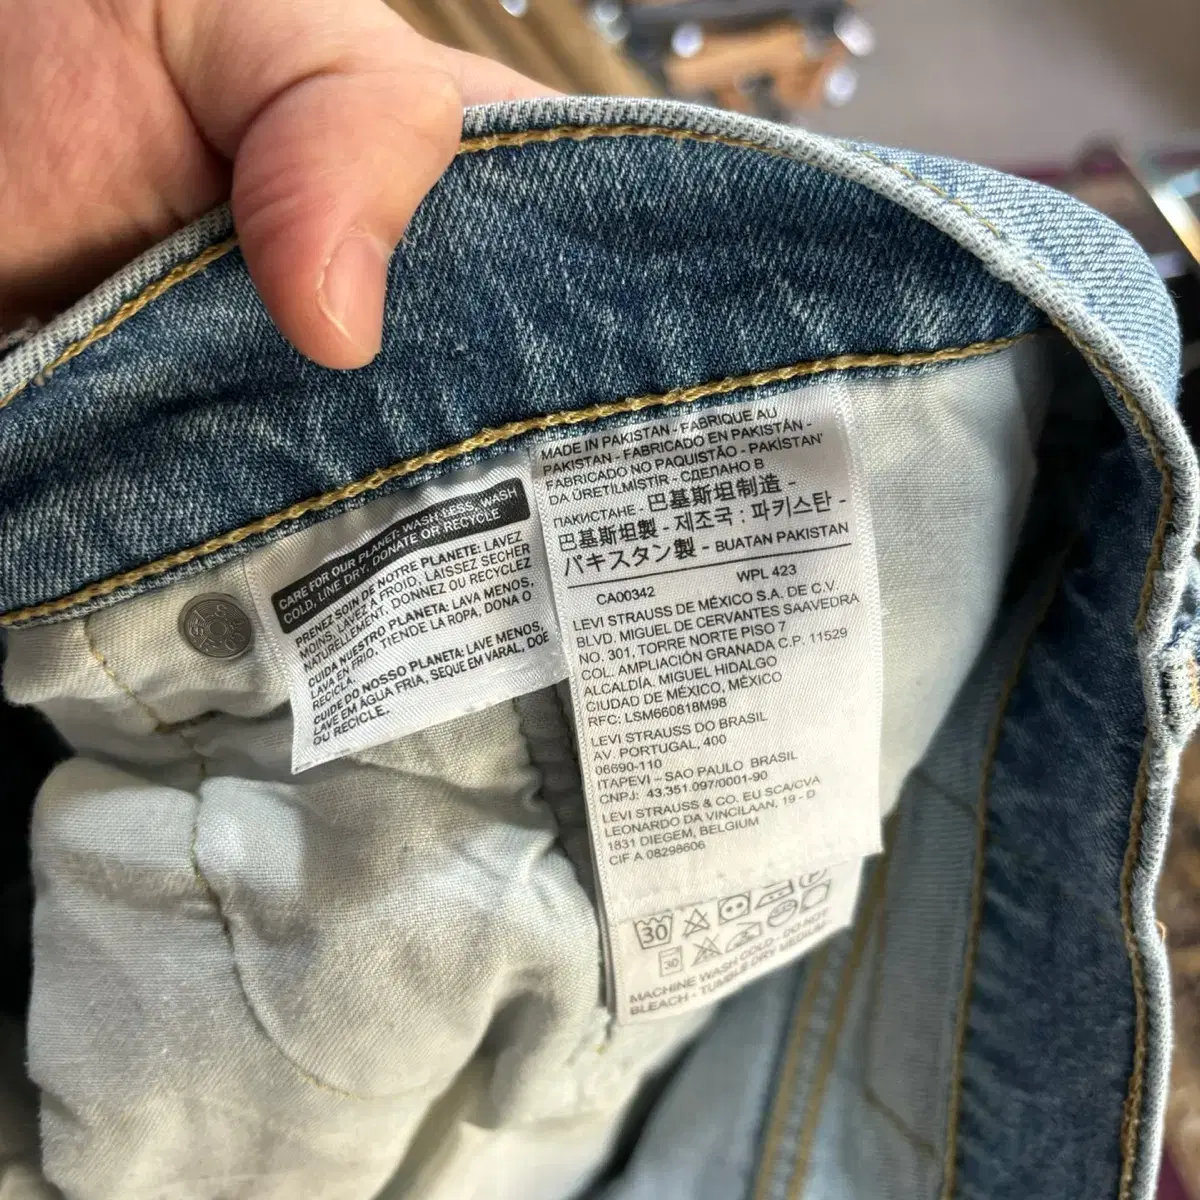 CARE FOR OUR PLANET: WASH LESS, WASH
COLD, LINE DRY, DONATE OR RECYCLE
PRENEZ SOIN DE NOTRE PLANETE: LAVEZ
MOINS, LAVEZ À FROID, LAISSEZ SECHER
NATURELLEMENT, DONNEZ OU RECYCLEZ
CUIDA NUESTRO PLANETA: LAVA MENOS,
LAVA EN FRIO, TIENDE LA ROPA, DONA O
RECICLA.
CUIDE DO NOSSO PLANETA: LAVE MENOS,
LAVE EM ÁGUA FRIA, SEQUE EM VARAL, DOE
OU RECICLE.
MADE IN PAKISTAN - FABRIQUE AU
PAKISTAN - FABRICADO EN PAKISTÁN -
FABRICADO NO PAQUISTÃO - PAKİSTAN'
DA ÜRETİLMİSTİR - СДЕЛАНО В
ПАКИСТАНЕ - 巴基斯坦制造 -
巴基斯坦製 - 제조국 : 파키스탄 -
パキスタン製 - BUATAN PAKISTAN
CA00342 WPL 423
LEVI STRAUSS DE MÉXICO S.A. DE C.V.
BLVD. MIGUEL DE CERVANTES SAAVEDRA
NO. 301, TORRE NORTE PISO 7
COL. AMPLIACIÓN GRANADA C.P. 11529
ALCALDÍA. MIGUEL HIDALGO
CIUDAD DE MÉXICO, MÉXICO
RFC: LSM660818M98
LEVI STRAUSS DO BRASIL
AV. PORTUGAL, 400
06690-110
ITAPEVI – SAO PAULO BRASIL
CNPJ: 43.351.097/0001-90
LEVI STRAUSS & CO. EU SCA/CVA
LEONARDO DA VINCILAAN, 19 - D
1831 DIEGEM, BELGIUM
CIF A 08298606
30
30
MACHINE WASH COLD - DO NOT
BLEACH - TUMBLE DRY MEDIUM